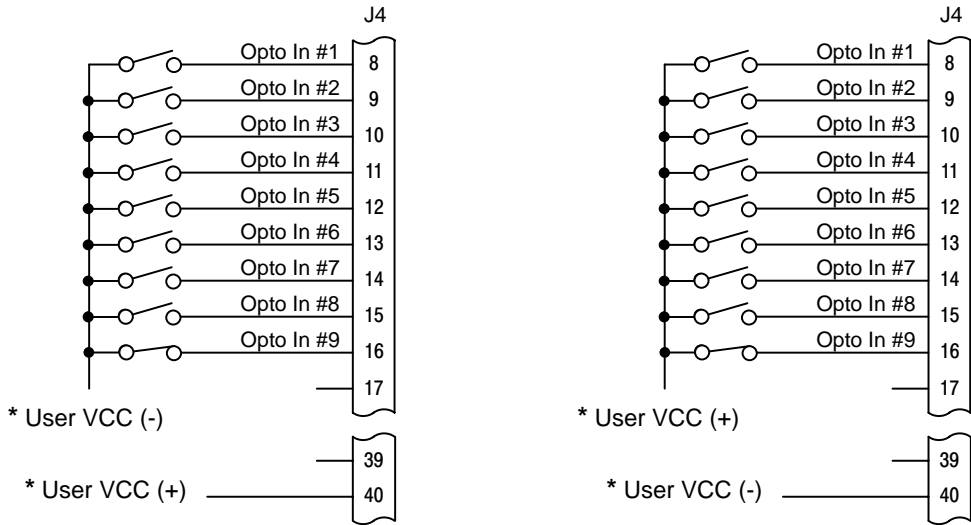 J4
Opto In #1 8
Opto In #2 9
Opto In #3 10
Opto In #4 11
Opto In #5 12
Opto In #6 13
Opto In #7 14
Opto In #8 15
Opto In #9 16
17
* User VCC (-)
39
* User VCC (+) 40
J4
Opto In #1 8
Opto In #2 9
Opto In #3 10
Opto In #4 11
Opto In #5 12
Opto In #6 13
Opto In #7 14
Opto In #8 15
Opto In #9 16
17
* User VCC (+)
39
* User VCC (-) 40